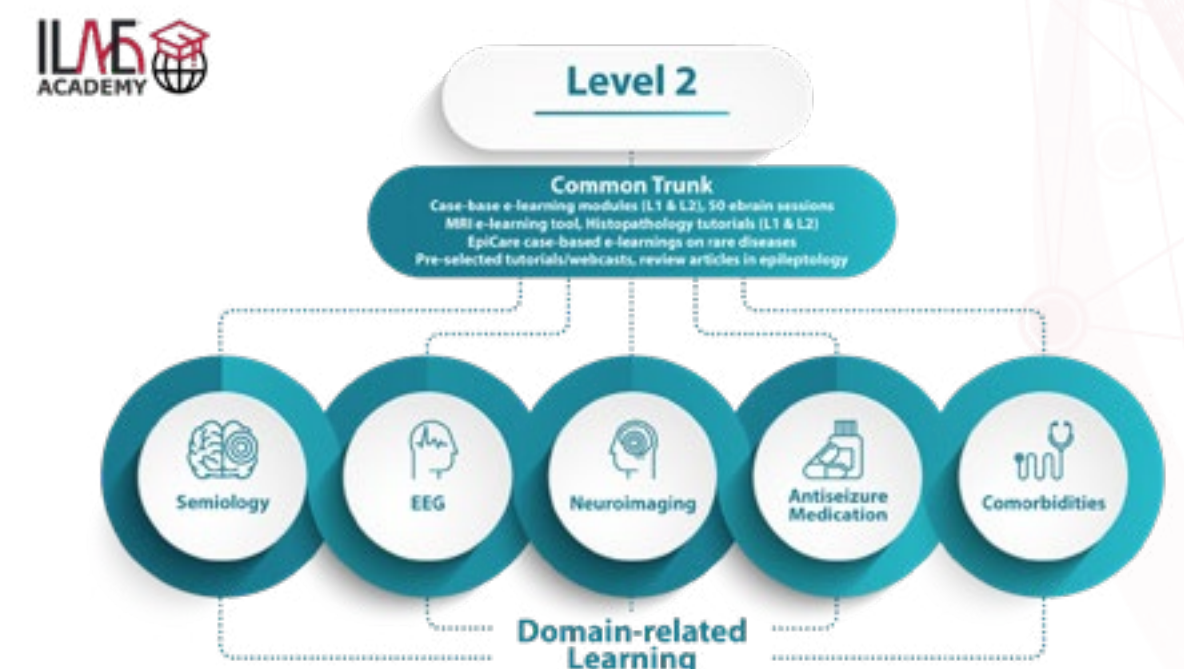 ILAE
ACADEMY
Level 2
Common Trunk
Case-base e-learning modules (L1 & L2), 50 ebrain sessions
MRI e-learning tool, Histopathology tutorials (L1 & L2)
EpiCare case-based e-learnings on rare diseases
Pre-selected tutorials/webcasts, review articles in epileptology
Semiology
EEG
Neuroimaging
Antiseizure
Medication
Comorbidities
Domain-related
Learning